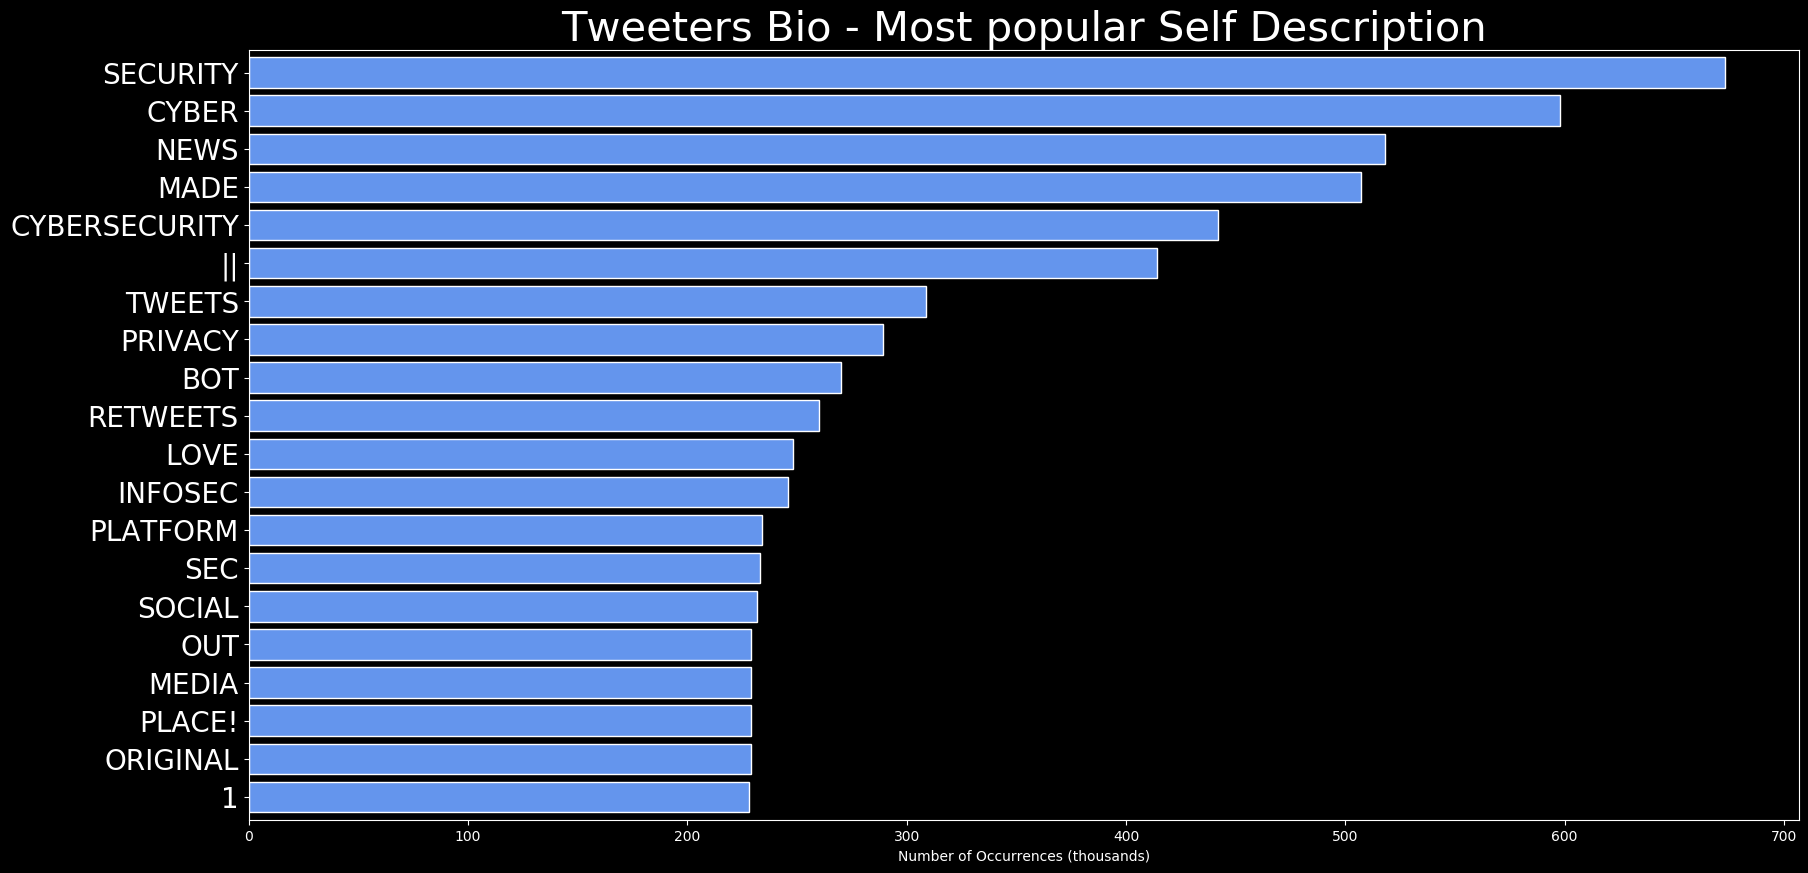 Tweeters Bio - Most popular Self Description
SECURITY
CYBER
NEWS
MADE
CYBERSECURITY
||
TWEETS
PRIVACY
BOT
RETWEETS
LOVE
INFOSEC
PLATFORM
SEC
SOCIAL
OUT
MEDIA
PLACE!
ORIGINAL
1
0 100 200 300 400 500 600 700
Number of Occurrences (thousands)